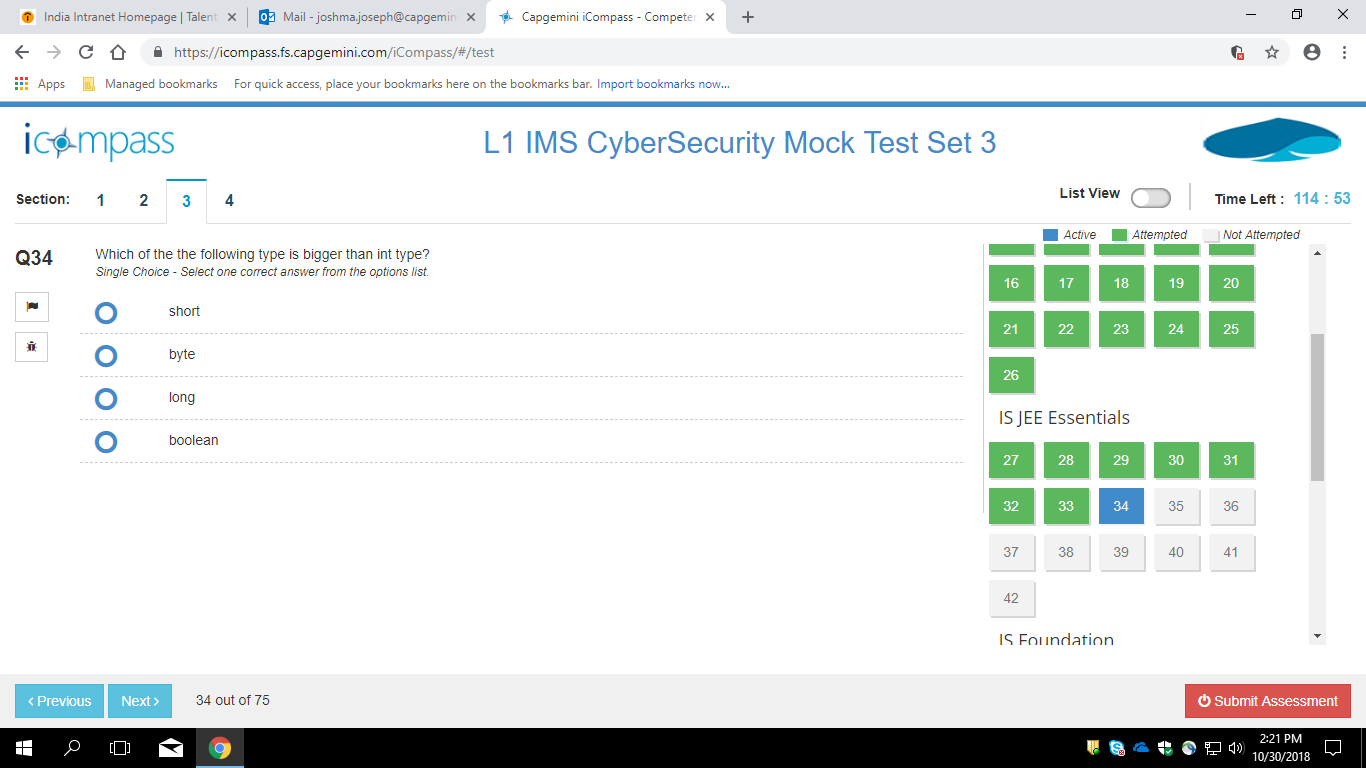 India Intranet Homepage | Talent
Mail - joshma.joseph@capgemin
Capgemini iCompass - Competen
https://icompass.fs.capgemini.com/iCompass/#/test
Apps
Managed bookmarks
For quick access, place your bookmarks here on the bookmarks bar. Import bookmarks now...
icompass
L1 IMS CyberSecurity Mock Test Set 3
Section: 1 2 3 4
List View
Time Left : 114 : 53
Active Attempted Not Attempted
Q34
Which of the the following type is bigger than int type?
Single Choice - Select one correct answer from the options list.
short
byte
long
boolean
16 17 18 19 20
21 22 23 24 25
26
IS JEE Essentials
27 28 29 30 31
32 33 34 35 36
37 38 39 40 41
42
IS Foundation
‹ Previous
Next ›
34 out of 75
Submit Assessment
2:21 PM
10/30/2018